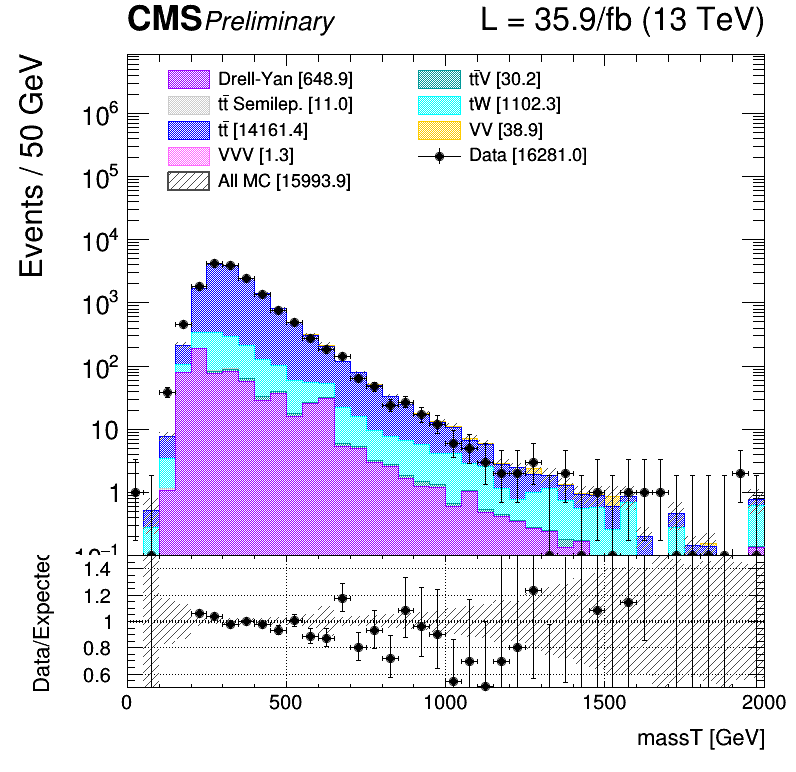 CMS Preliminary L = 35.9/fb (13 TeV)
Events / 50 GeV
Drell-Yan [648.9]
tt̄ Semilep. [11.0]
tt̄ [14161.4]
VVV [1.3]
All MC [15993.9]
tt̄V [30.2]
tW [1102.3]
VV [38.9]
Data [16281.0]
10⁶
10⁵
10⁴
10³
10²
10
1
10⁻¹
Data/Expected
1.4
1.2
1
0.8
0.6
0 500 1000 1500 2000
massT [GeV]